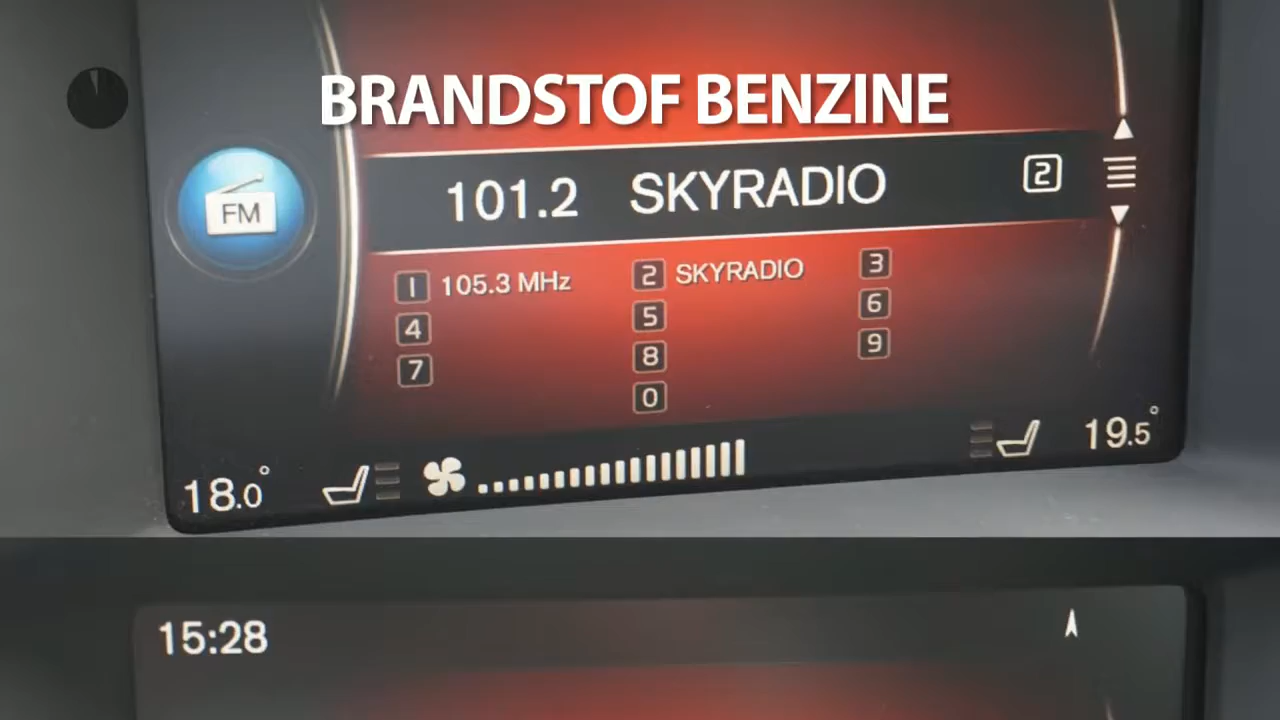 BRANDSTOF BENZINE
101.2 SKYRADIO 2
FM
1 105.3 MHz 2 SKYRADIO 3
4 5 6
7 8 9
0
18.0° 19.5°
15:28